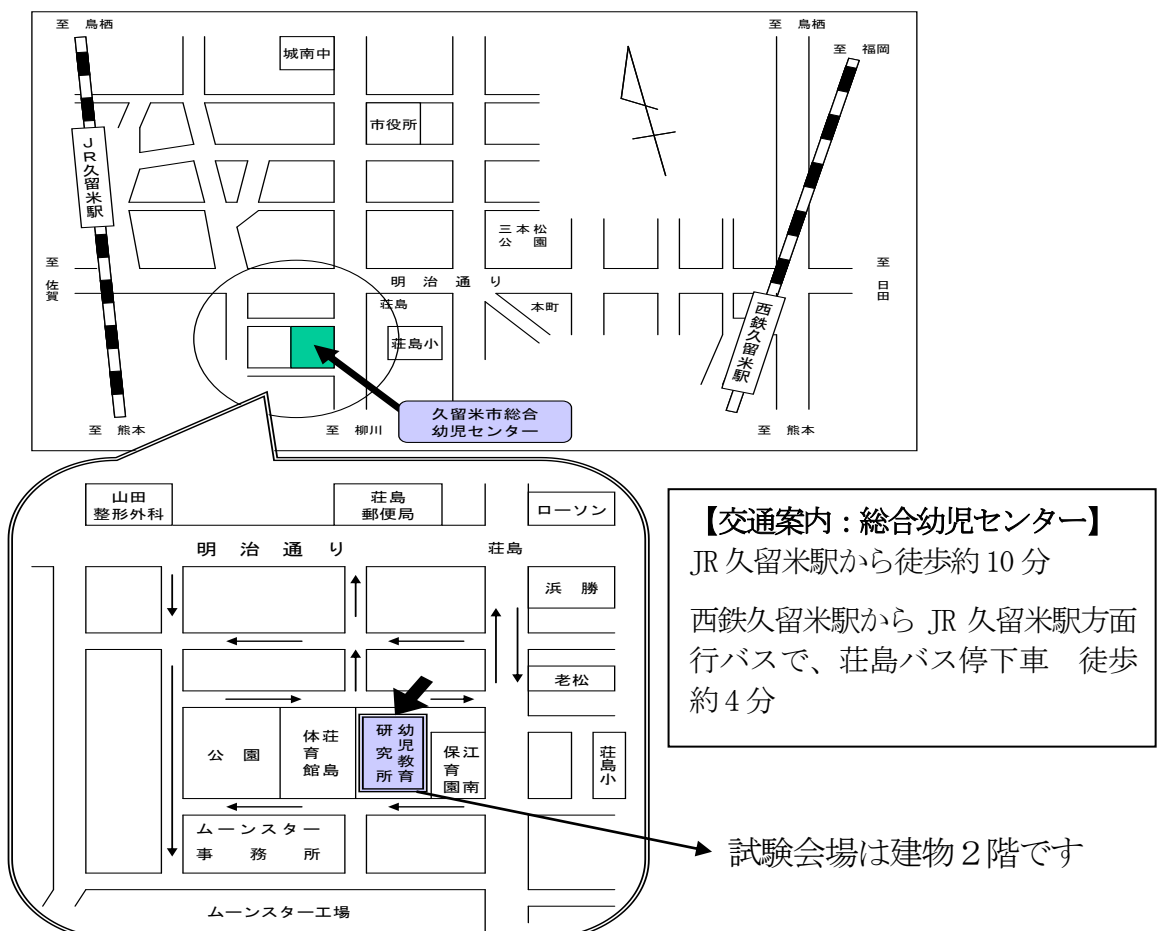 至 鳥栖
至 鳥栖
城南中
至 福岡
市役所
JR久留米駅
三本松
公園
至 佐賀
明治通り
至 日田
荘島
本町
西鉄久留米駅
荘島小
久留米市総合
幼児センター
至 熊本
至 柳川
至 熊本
山田
整形外科
荘島
郵便局
ローソン
明治通り
荘島
浜勝
老松
公園
荘島
体育館
幼児教育
研究所
江南
保育園
荘島小
ムーンスター
事務所
ムーンスター工場
【交通案内:総合幼児センター】
JR久留米駅から徒歩約10分
西鉄久留米駅から JR 久留米駅方面
行バスで、荘島バス停下車 徒歩
約4分
試験会場は建物2階です